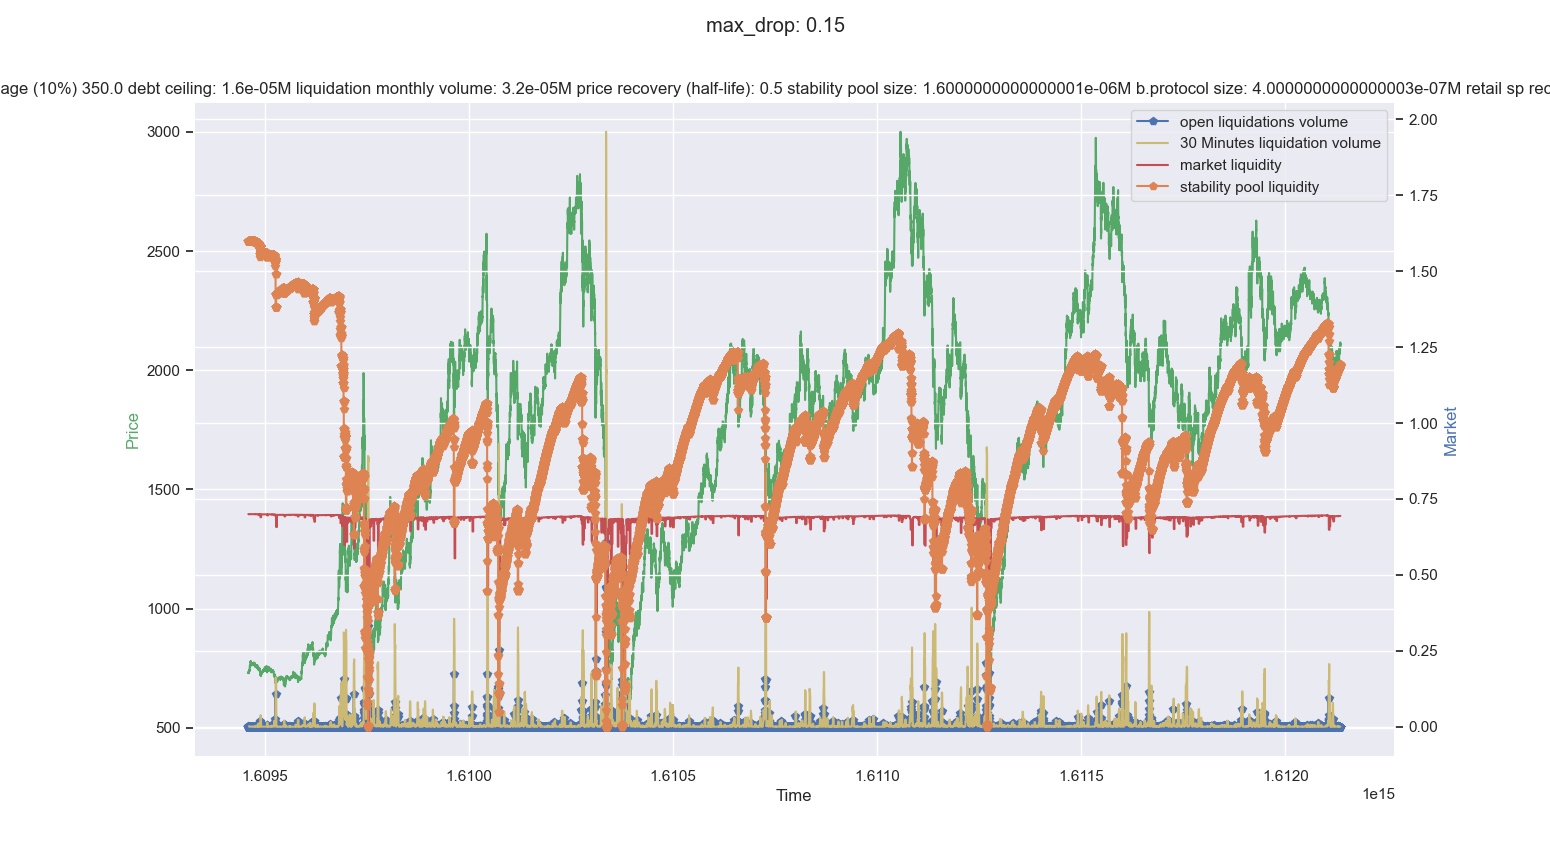 max_drop: 0.15
age (10%) 350.0 debt ceiling: 1.6e-05M liquidation monthly volume: 3.2e-05M price recovery (half-life): 0.5 stability pool size: 1.6000000000000001e-06M b.protocol size: 4.0000000000000003e-07M retail sp rec
open liquidations volume
30 Minutes liquidation volume
market liquidity
stability pool liquidity
3000
2500
2000
1500
1000
500
Price
2.00
1.75
1.50
1.25
1.00
0.75
0.50
0.25
0.00
Market
1.6095
1.6100
1.6105
1.6110
1.6115
1.6120
Time
1e15